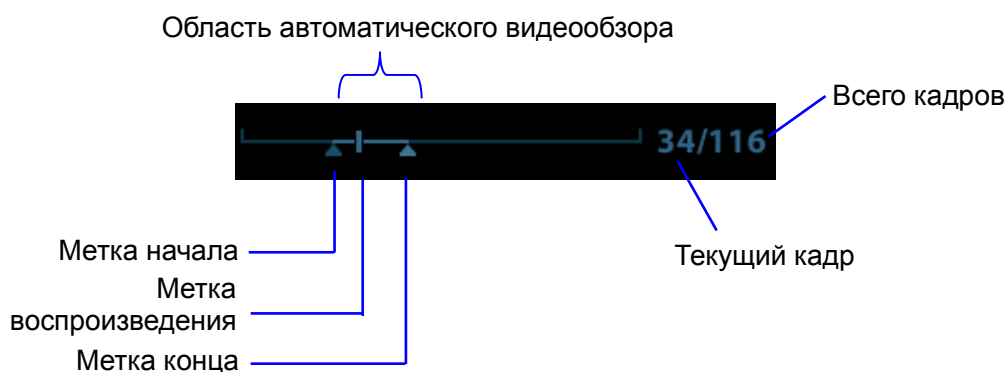 Область автоматического видеообзора
Всего кадров
34/116
Метка начала
Текущий кадр
Метка
воспроизведения
Метка конца